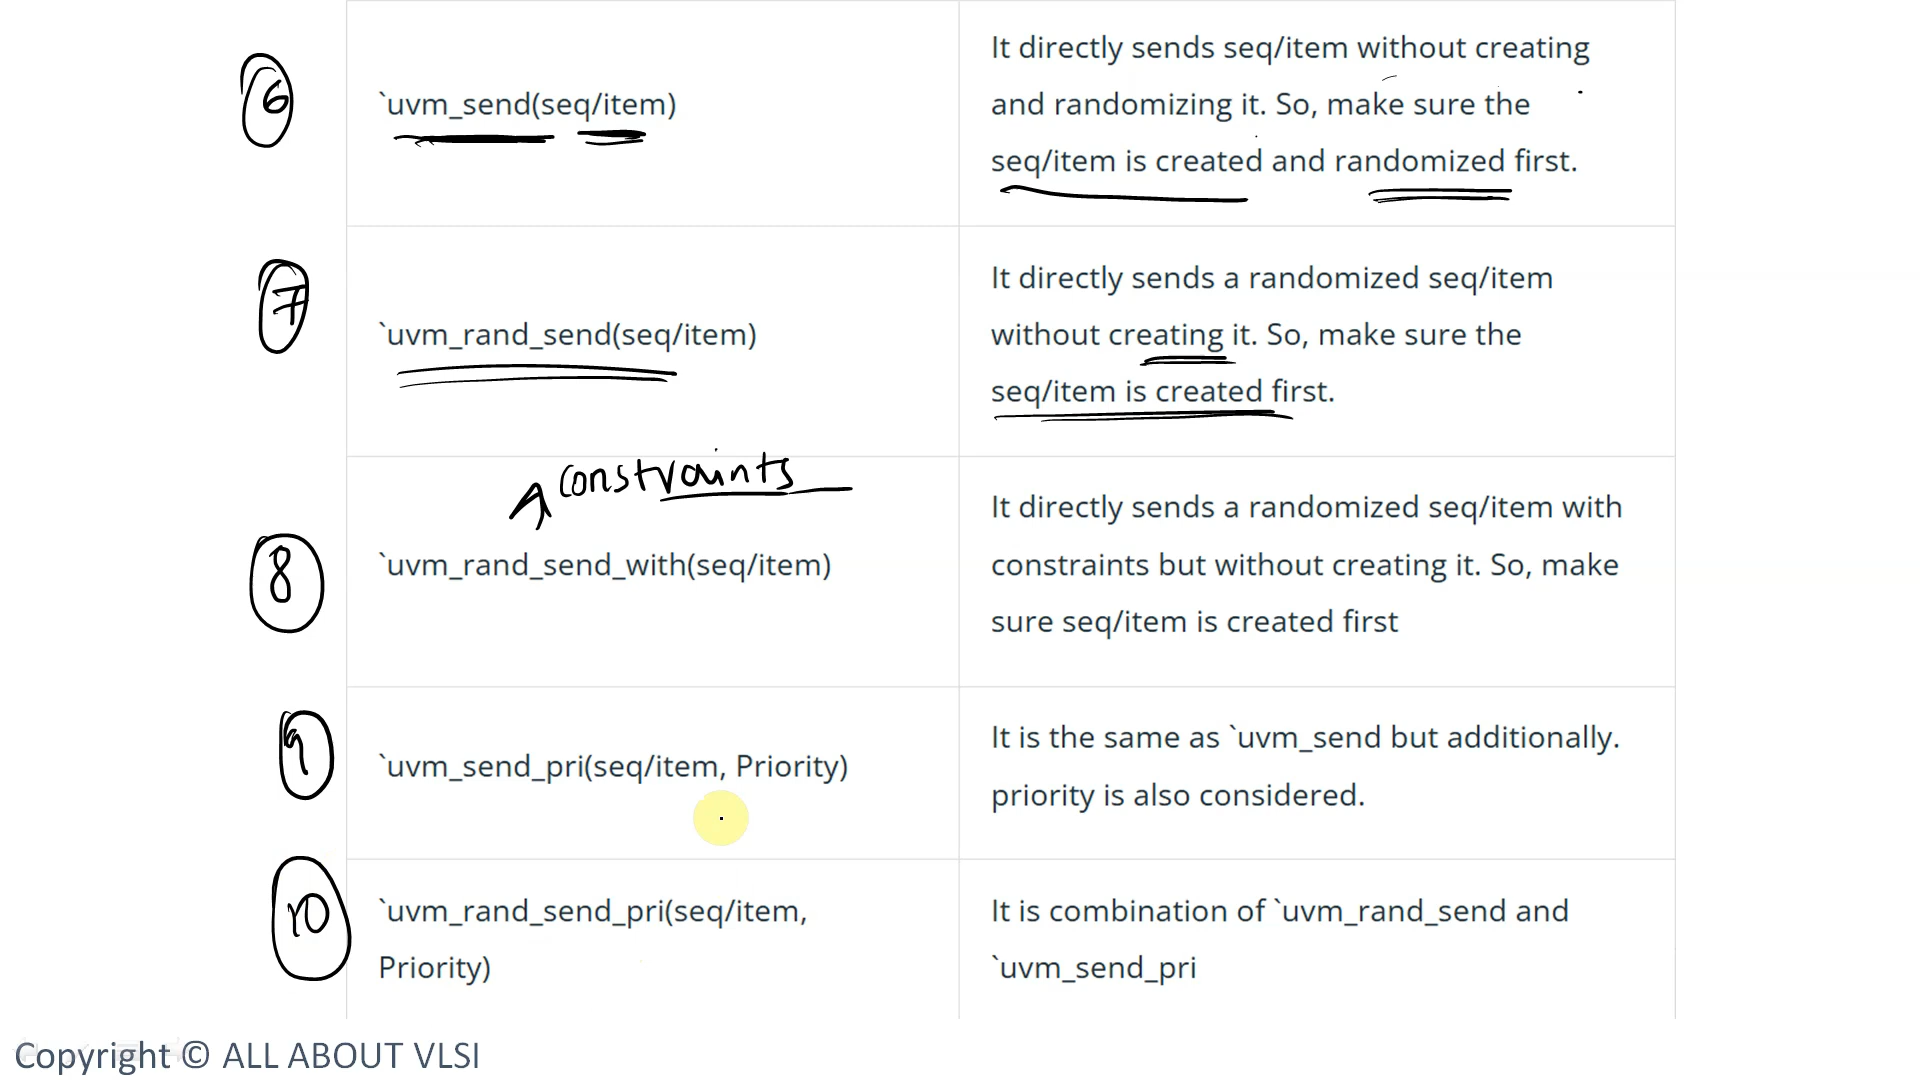 6
`uvm_send(seq/item)
It directly sends seq/item without creating
and randomizing it. So, make sure the
seq/item is created and randomized first.
7
`uvm_rand_send(seq/item)
It directly sends a randomized seq/item
without creating it. So, make sure the
seq/item is created first.
constraints
8
`uvm_rand_send_with(seq/item)
It directly sends a randomized seq/item with
constraints but without creating it. So, make
sure seq/item is created first
9
`uvm_send_pri(seq/item, Priority)
It is the same as `uvm_send but additionally.
priority is also considered.
10
`uvm_rand_send_pri(seq/item,
Priority)
It is combination of `uvm_rand_send and
`uvm_send_pri
Copyright © ALL ABOUT VLSI